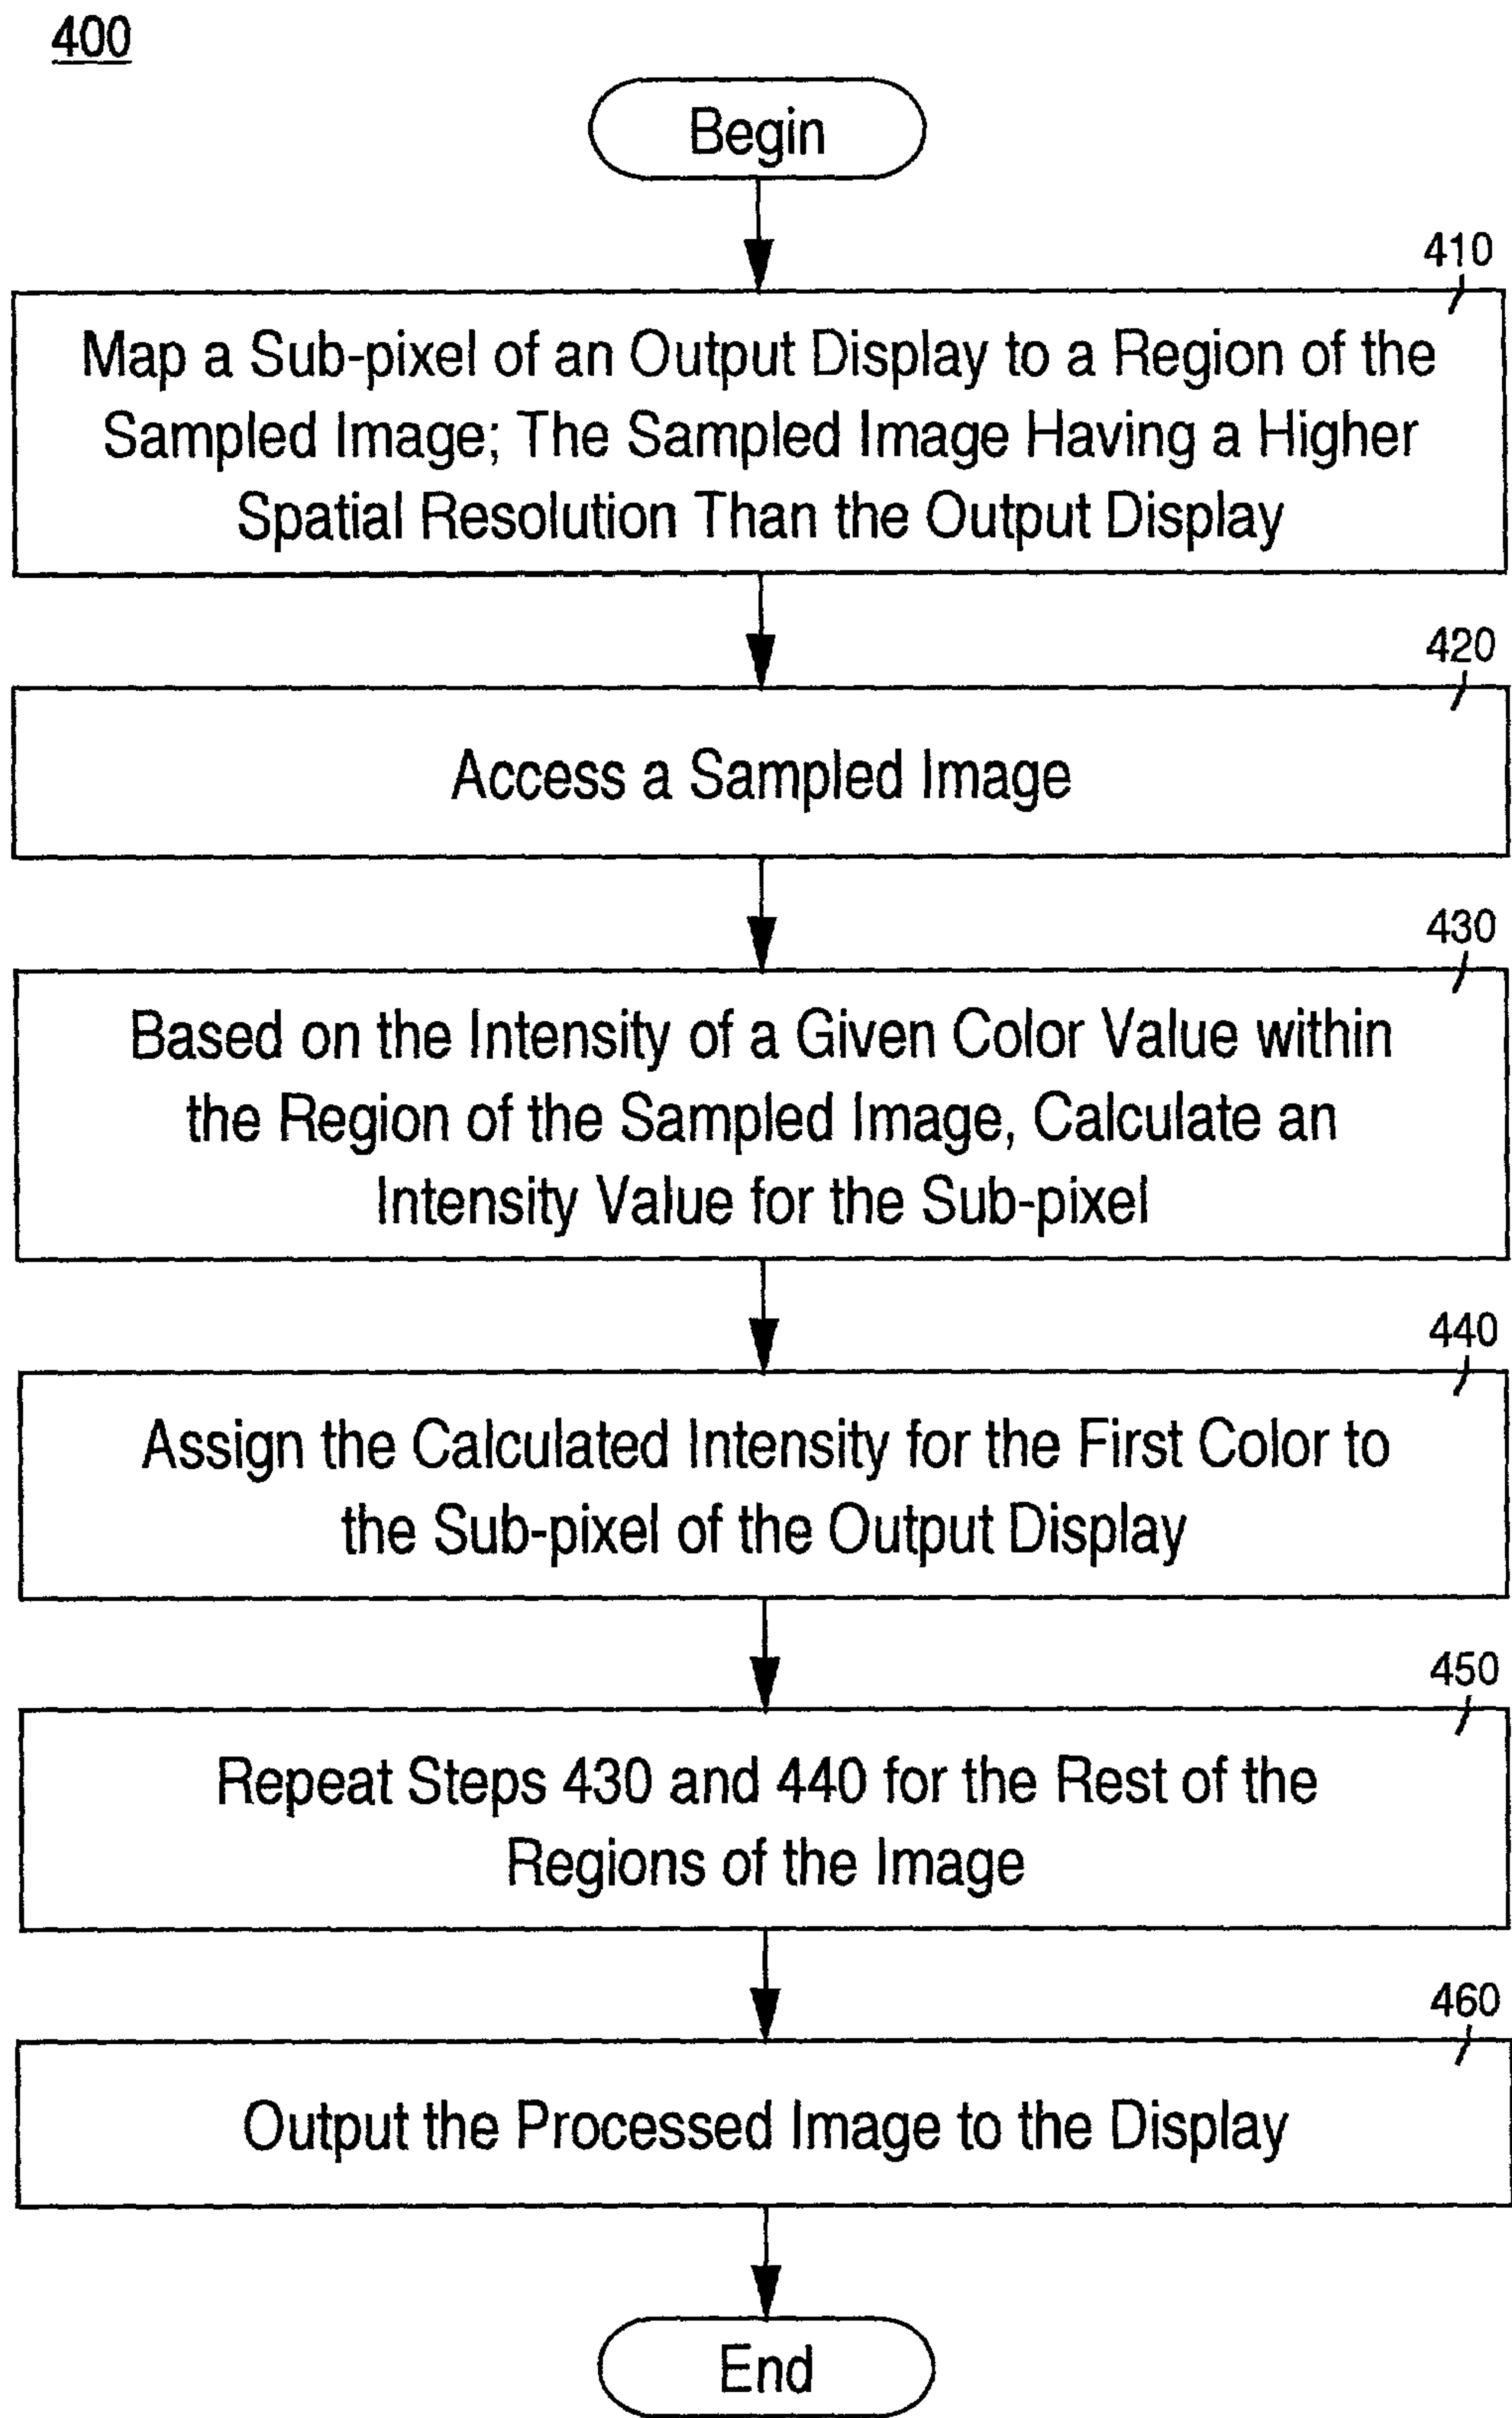 400
Begin
410
Map a Sub-pixel of an Output Display to a Region of the
Sampled Image; The Sampled Image Having a Higher
Spatial Resolution Than the Output Display
420
Access a Sampled Image
430
Based on the Intensity of a Given Color Value within
the Region of the Sampled Image, Calculate an
Intensity Value for the Sub-pixel
440
Assign the Calculated Intensity for the First Color to
the Sub-pixel of the Output Display
450
Repeat Steps 430 and 440 for the Rest of the
Regions of the Image
460
Output the Processed Image to the Display
End